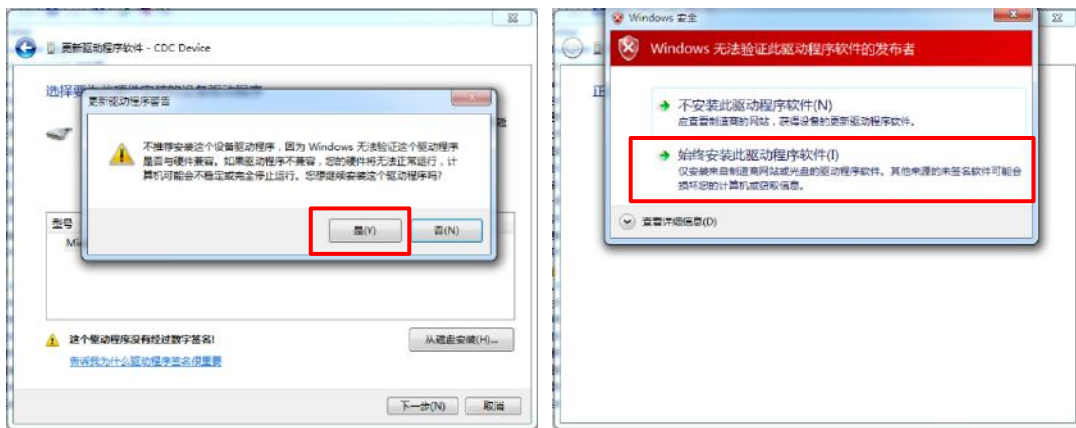 更新驱动程序软件 - CDC Device
更新驱动程序警告
不推荐安装这个设备驱动程序，因为 Windows 无法验证这个驱动程序
是否与硬件兼容。如果驱动程序不兼容，您的硬件将无法正常运行，计
算机可能会不稳定或完全停止运行。您想继续安装这个驱动程序吗?
是(Y)
否(N)
型号
这个驱动程序没有经过数字签名!
从磁盘安装(H)...
告诉我为什么驱动程序签名很重要
下一步(N)
取消
Windows 安全
Windows 无法验证此驱动程序软件的发布者
不安装此驱动程序软件(N)
应查看制造商的网站，获得设备的更新驱动程序软件。
始终安装此驱动程序软件(I)
仅安装来自制造商网站或光盘的驱动程序软件。其他来源的未签名软件可能会
损坏您的计算机或窃取信息。
查看详细信息(D)